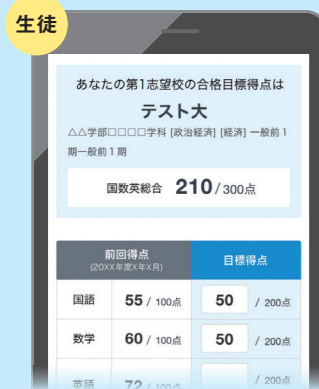 生徒
あなたの第1志望校の合格目標得点は
テスト大
△△学部□□□□学科 [政治経済] [経済] 一般前1
期一般前1期
国数英総合 210/300点
前回得点 目標得点
(20XX年度X年X月)
国語 55 / 100点 50 / 200点
数学 60 / 100点 50 / 200点
英語 72 / 100点 / 200点